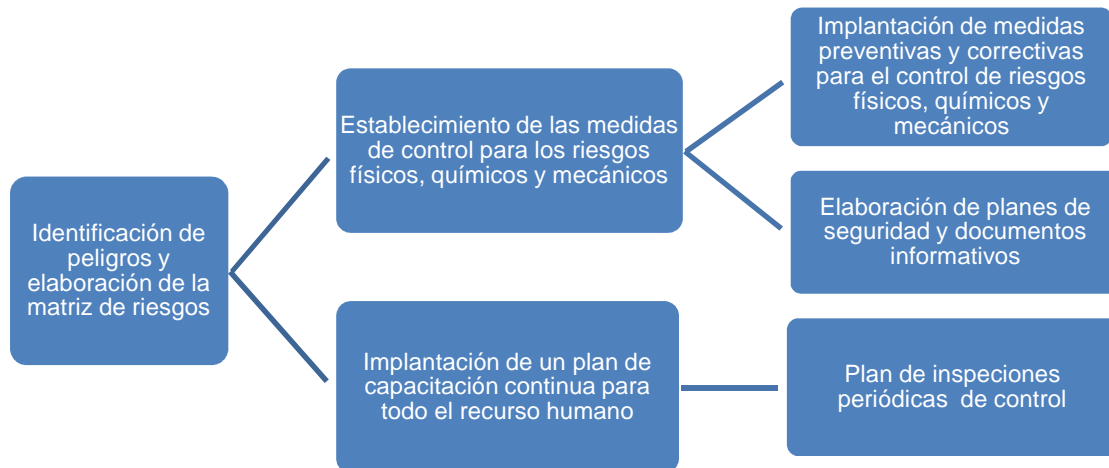 Identificación de
peligros y
elaboración de la
matriz de riesgos
Establecimiento de las medidas
de control para los riesgos
físicos, químicos y mecánicos
Implantación de medidas
preventivas y correctivas
para el control de riesgos
físicos, químicos y
mecánicos
Elaboración de planes de
seguridad y documentos
informativos
Implantación de un plan de
capacitación continua para
todo el recurso humano
Plan de inspeciones
periódicas de control